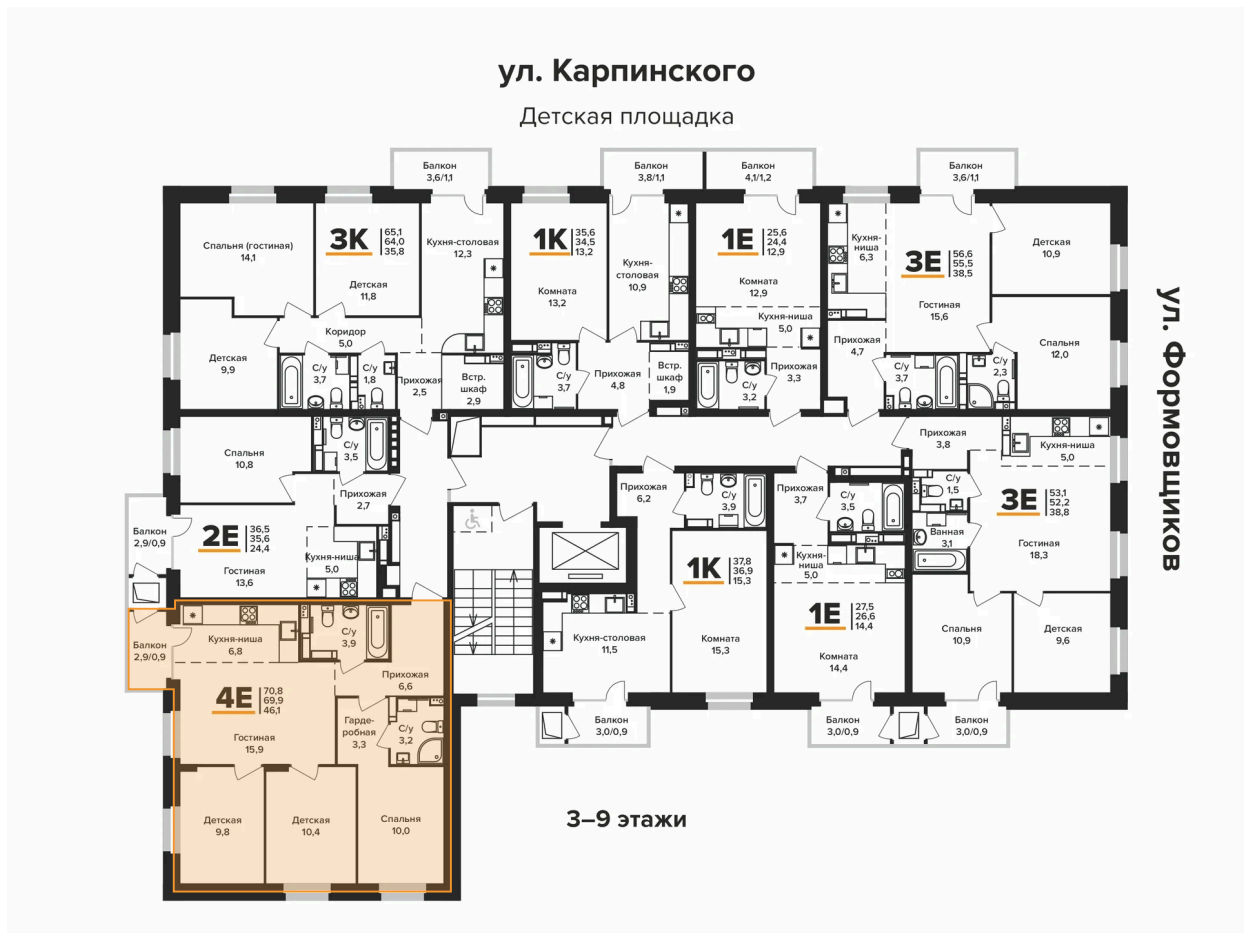 ул. Карпинского
Детская площадка
Балкон
3,6/1,1
Балкон
3,8/1,1
Балкон
4,1/1,2
Балкон
3,6/1,1
Спальня (гостиная)
14,1
3К
65,1
64,0
35,8
Детская
11,8
Кухня-столовая
12,3
1К
35,6
34,5
13,2
Комната
13,2
Кухня-
столовая
10,9
1Е
25,6
24,4
12,9
Комната
12,9
Кухня-ниша
5,0
Кухня-
ниша
6,3
3Е
56,6
55,5
38,5
Гостиная
15,6
Детская
10,9
Спальня
12,0
Детская
9,9
Коридор
5,0
С/у
3,7
С/у
1,8
Прихожая
2,5
Встр.
шкаф
2,9
С/у
3,7
Прихожая
4,8
Встр.
шкаф
1,9
С/у
3,2
Прихожая
3,3
Прихожая
4,7
С/у
3,7
С/у
2,3
ул. Формовщиков
Спальня
10,8
С/у
3,5
Прихожая
2,7
Балкон
2,9/0,9
2Е
36,5
35,6
24,4
Гостиная
13,6
Кухня-ниша
5,0
Прихожая
6,2
С/у
3,9
1К
37,8
36,9
15,3
Комната
15,3
Кухня-столовая
11,5
Прихожая
3,7
С/у
3,5
Кухня-
ниша
5,0
1Е
27,5
26,6
14,4
Комната
14,4
Прихожая
3,8
Кухня-ниша
5,0
С/у
1,5
Ванная
3,1
3Е
53,1
52,2
38,8
Гостиная
18,3
Спальня
10,9
Детская
9,6
Балкон
2,9/0,9
Кухня-ниша
6,8
С/у
3,9
Прихожая
6,6
4Е
70,8
69,9
46,1
Гостиная
15,9
Гарде-
робная
3,3
С/у
3,2
Балкон
3,0/0,9
Балкон
3,0/0,9
Балкон
3,0/0,9
Детская
9,8
Детская
10,4
Спальня
10,0
3–9 этажи